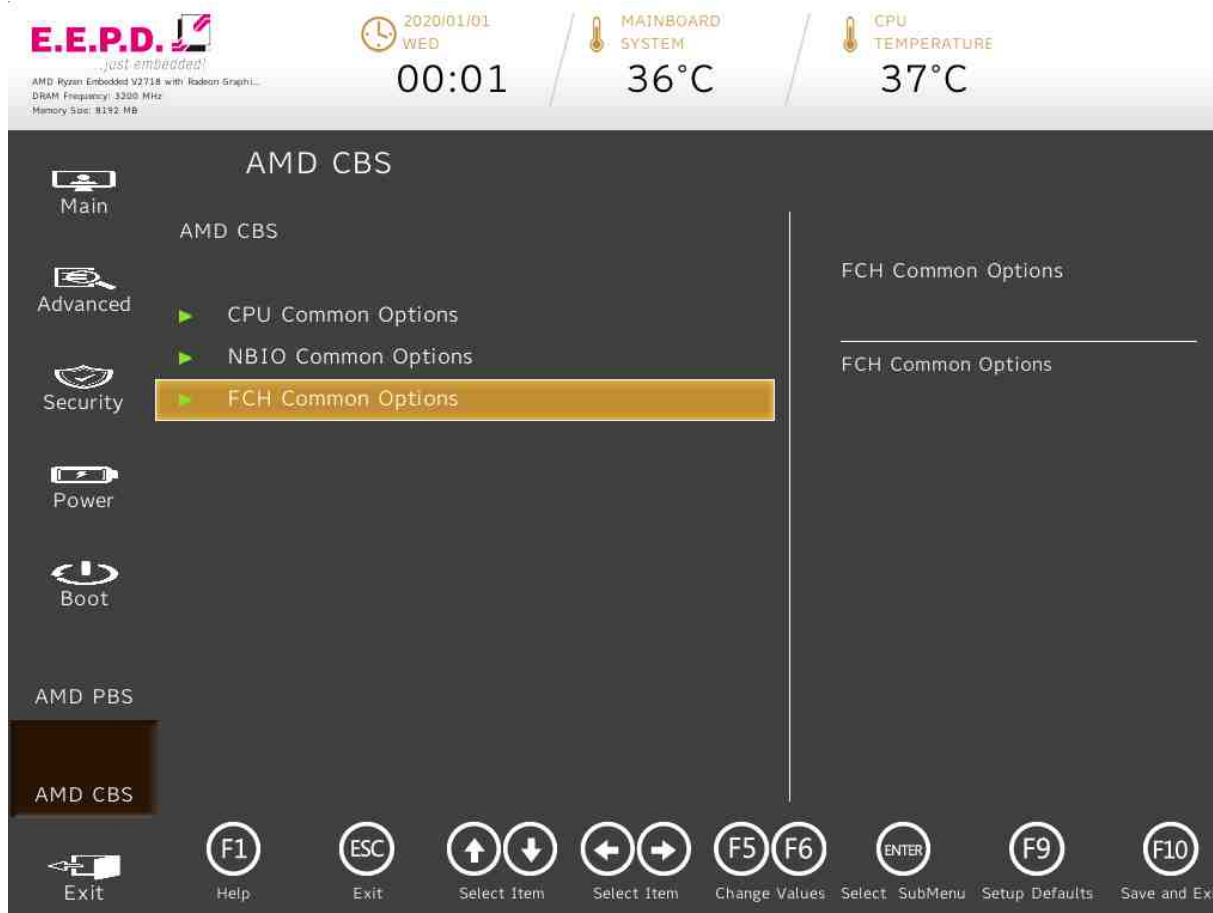 E.E.P.D.
...just embedded!
AMD Ryzen Embedded V2718 with Radeon Graphi...
DRAM Frequency: 3200 MHz
Memory Size: 8192 MB
2020/01/01
WED
00:01
MAINBOARD
SYSTEM
36°C
CPU
TEMPERATURE
37°C
Main
Advanced
Security
Power
Boot
AMD PBS
AMD CBS
Exit
AMD CBS
AMD CBS
CPU Common Options
NBIO Common Options
FCH Common Options
FCH Common Options
FCH Common Options
F1
Help
ESC
Exit
Select Item
Select Item
F5 F6
Change Values
ENTER
Select SubMenu
F9
Setup Defaults
F10
Save and Ex